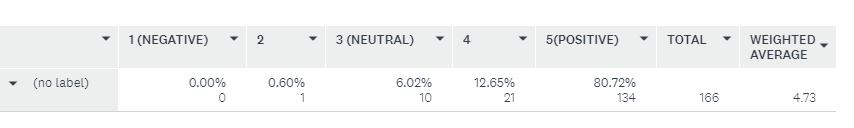 1 (NEGATIVE) 2 3 (NEUTRAL) 4 5(POSITIVE) TOTAL WEIGHTED
AVERAGE
(no label) 0.00% 0.60% 6.02% 12.65% 80.72%
0 1 10 21 134 166 4.73